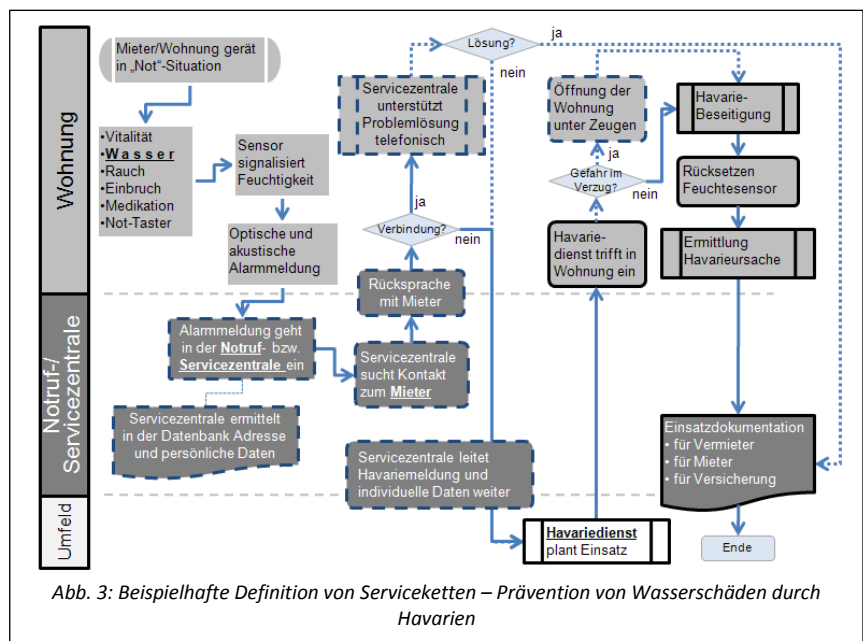 Mieter/Wohnung gerät
in „Not"-Situation
•Vitalität
•Wasser
•Rauch
•Einbruch
•Medikation
•Not-Taster
Sensor
signalisiert
Feuchtigkeit
Optische und
akustische
Alarmmeldung
Servicezentrale
unterstützt
Problemlösung
telefonisch
Lösung?
ja
nein
Verbindung?
ja
nein
Öffnung der
Wohnung
unter Zeugen
ja
Gefahr im
Verzug?
nein
Havarie-
dienst trifft in
Wohnung ein
Havarie-
Beseitigung
Rücksetzen
Feuchtesensor
Ermittlung
Havarieursache
Wohnung
Rücksprache
mit Mieter
Alarmmeldung geht
in der Notruf- bzw.
Servicezentrale ein
Servicezentrale
sucht Kontakt
zum Mieter
Servicezentrale ermittelt
in der Datenbank Adresse
und persönliche Daten
Servicezentrale leitet
Havariemeldung und
individuelle Daten weiter
Einsatzdokumentation
• für Vermieter
• für Mieter
• für Versicherung
Notruf-/
Servicezentrale
Havariedienst
plant Einsatz
Ende
Umfeld
Abb. 3: Beispielhafte Definition von Serviceketten – Prävention von Wasserschäden durch
Havarien